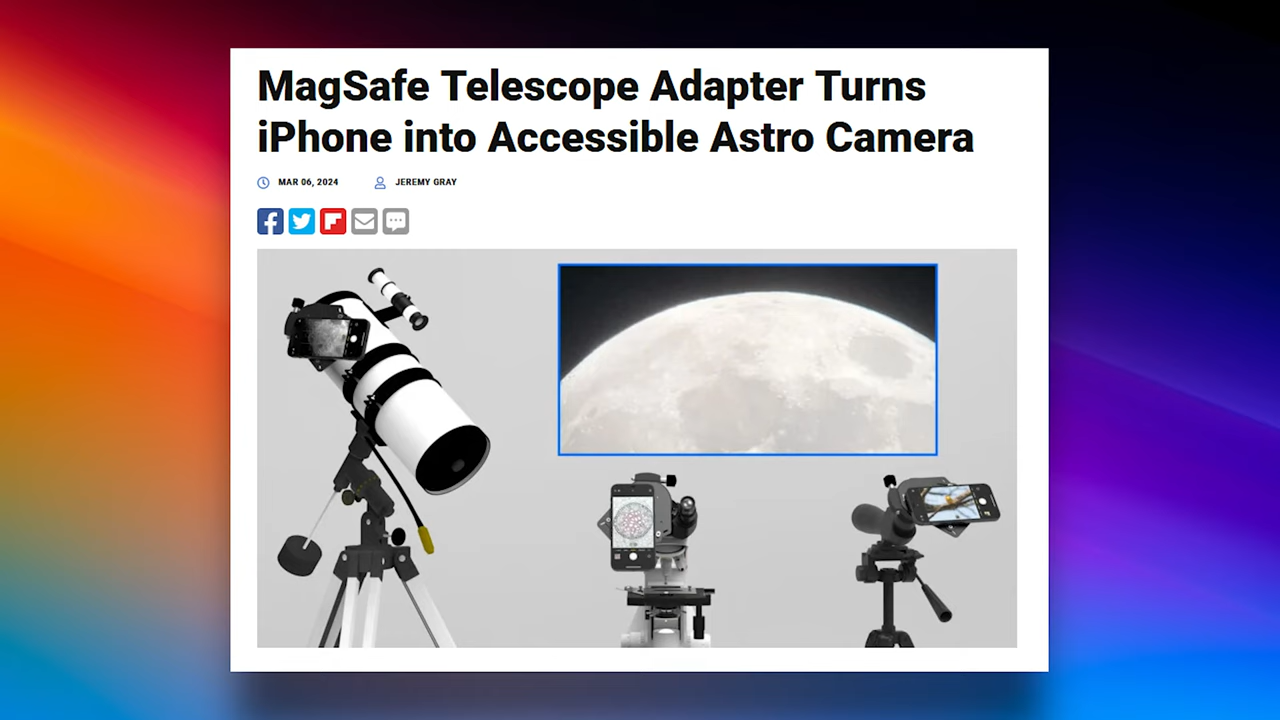 MagSafe Telescope Adapter Turns
iPhone into Accessible Astro Camera
MAR 06, 2024 JEREMY GRAY